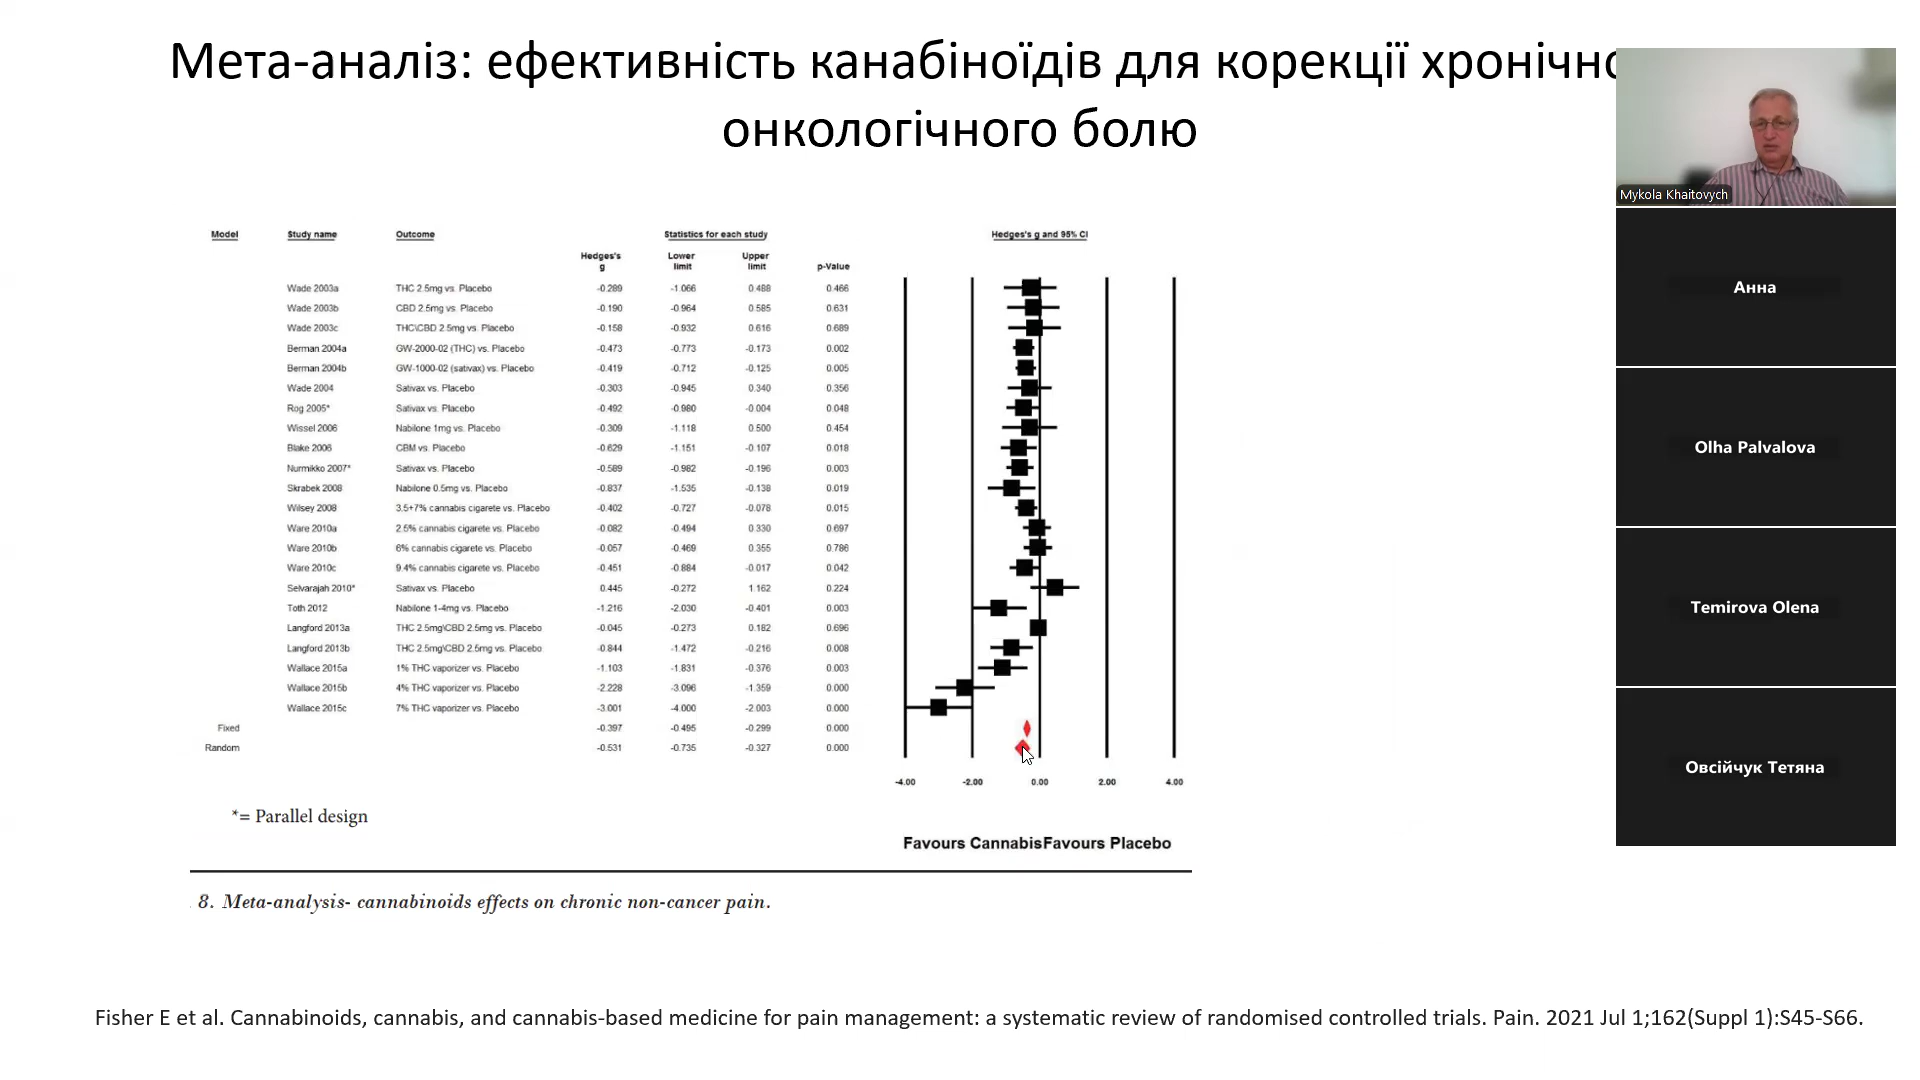 Мета-аналіз: ефективність канабіноїдів для корекції хронічно
онкологічного болю
Mykola Khaitovych
Анна
Olha Palvalova
Temirova Olena
Овсійчук Тетяна
Model Study name Outcome Statistics for each study Hedges's g and 95% CI
Hedges's g Lower limit Upper limit p-Value
Wade 2003a THC 2.5mg vs. Placebo -0.289 -1.066 0.488 0.466
Wade 2003b CBD 2.5mg vs. Placebo -0.190 -0.964 0.585 0.631
Wade 2003c THC\CBD 2.5mg vs. Placebo -0.158 -0.932 0.616 0.689
Berman 2004a GW-2000-02 (THC) vs. Placebo -0.473 -0.773 -0.173 0.002
Berman 2004b GW-1000-02 (sativax) vs. Placebo -0.419 -0.712 -0.125 0.005
Wade 2004 Sativax vs. Placebo -0.303 -0.945 0.340 0.356
Rog 2005* Sativax vs. Placebo -0.492 -0.980 -0.004 0.048
Wissel 2006 Nabilone 1mg vs. Placebo -0.309 -1.118 0.500 0.454
Blake 2006 CBM vs. Placebo -0.629 -1.151 -0.107 0.018
Nurmikko 2007* Sativax vs. Placebo -0.589 -0.982 -0.196 0.003
Skrabek 2008 Nabilone 0.5mg vs. Placebo -0.837 -1.535 -0.138 0.019
Wilsey 2008 3.5+7% cannabis cigarete vs. Placebo -0.402 -0.727 -0.078 0.015
Ware 2010a 2.5% cannabis cigarete vs. Placebo -0.082 -0.494 0.330 0.697
Ware 2010b 6% cannabis cigarete vs. Placebo -0.057 -0.469 0.355 0.786
Ware 2010c 9.4% cannabis cigarete vs. Placebo -0.451 -0.884 -0.017 0.042
Selvarajah 2010* Sativax vs. Placebo 0.445 -0.272 1.162 0.224
Toth 2012 Nabilone 1-4mg vs. Placebo -1.216 -2.030 -0.401 0.003
Langford 2013a THC 2.5mg\CBD 2.5mg vs. Placebo -0.045 -0.273 0.182 0.696
Langford 2013b THC 2.5mg\CBD 2.5mg vs. Placebo -0.844 -1.472 -0.216 0.008
Wallace 2015a 1% THC vaporizer vs. Placebo -1.103 -1.831 -0.376 0.003
Wallace 2015b 4% THC vaporizer vs. Placebo -2.228 -3.096 -1.359 0.000
Wallace 2015c 7% THC vaporizer vs. Placebo -3.001 -4.000 -2.003 0.000
Fixed -0.397 -0.495 -0.299 0.000
Random -0.531 -0.735 -0.327 0.000
-4.00 -2.00 0.00 2.00 4.00
*= Parallel design
Favours Cannabis Favours Placebo
8. Meta-analysis- cannabinoids effects on chronic non-cancer pain.
Fisher E et al. Cannabinoids, cannabis, and cannabis-based medicine for pain management: a systematic review of randomised controlled trials. Pain. 2021 Jul 1;162(Suppl 1):S45-S66.